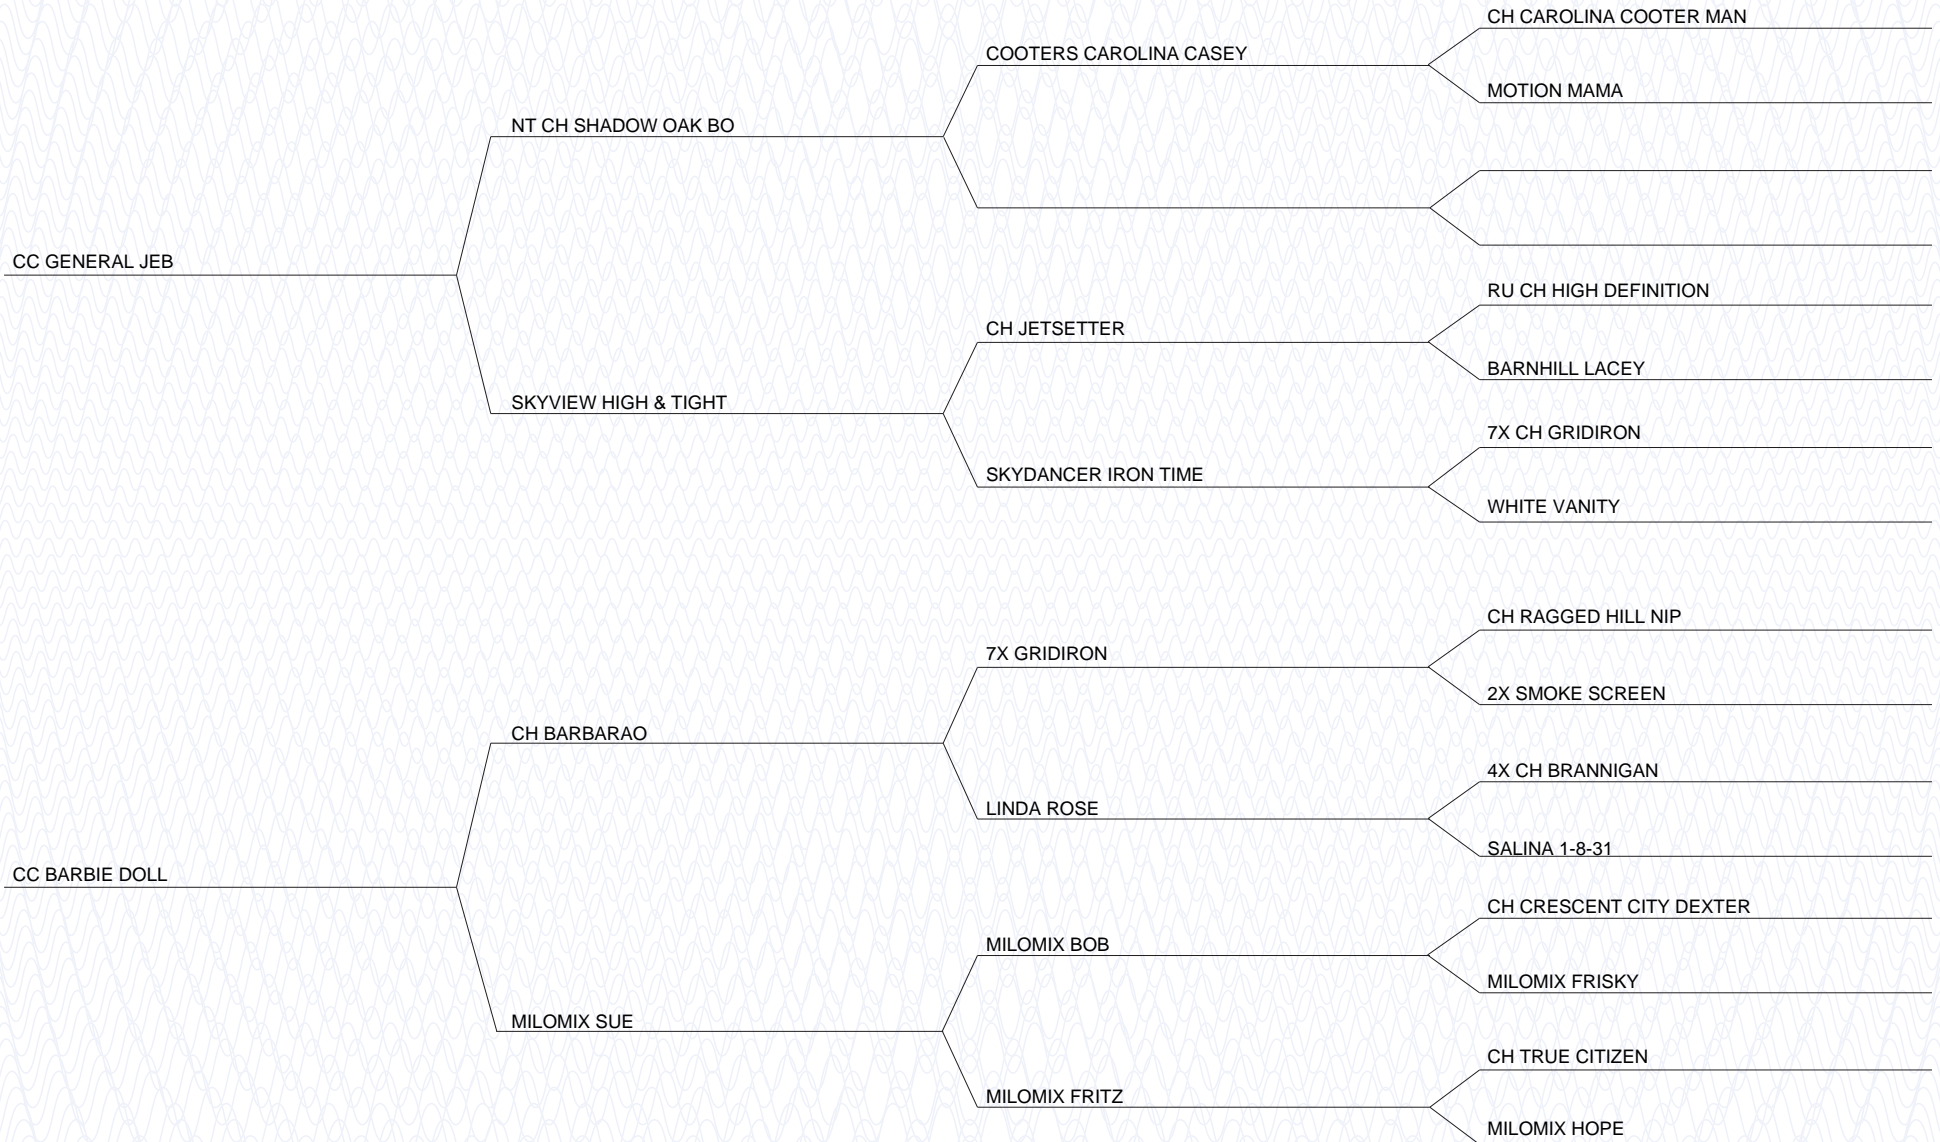 CH CAROLINA COOTER MAN
COOTERS CAROLINA CASEY
MOTION MAMA
NT CH SHADOW OAK BO
CC GENERAL JEB
RU CH HIGH DEFINITION
CH JETSETTER
BARNHILL LACEY
SKYVIEW HIGH & TIGHT
7X CH GRIDIRON
SKYDANCER IRON TIME
WHITE VANITY
CH RAGGED HILL NIP
7X GRIDIRON
2X SMOKE SCREEN
CH BARBARAO
4X CH BRANNIGAN
LINDA ROSE
SALINA 1-8-31
CC BARBIE DOLL
CH CRESCENT CITY DEXTER
MILOMIX BOB
MILOMIX FRISKY
MILOMIX SUE
CH TRUE CITIZEN
MILOMIX FRITZ
MILOMIX HOPE